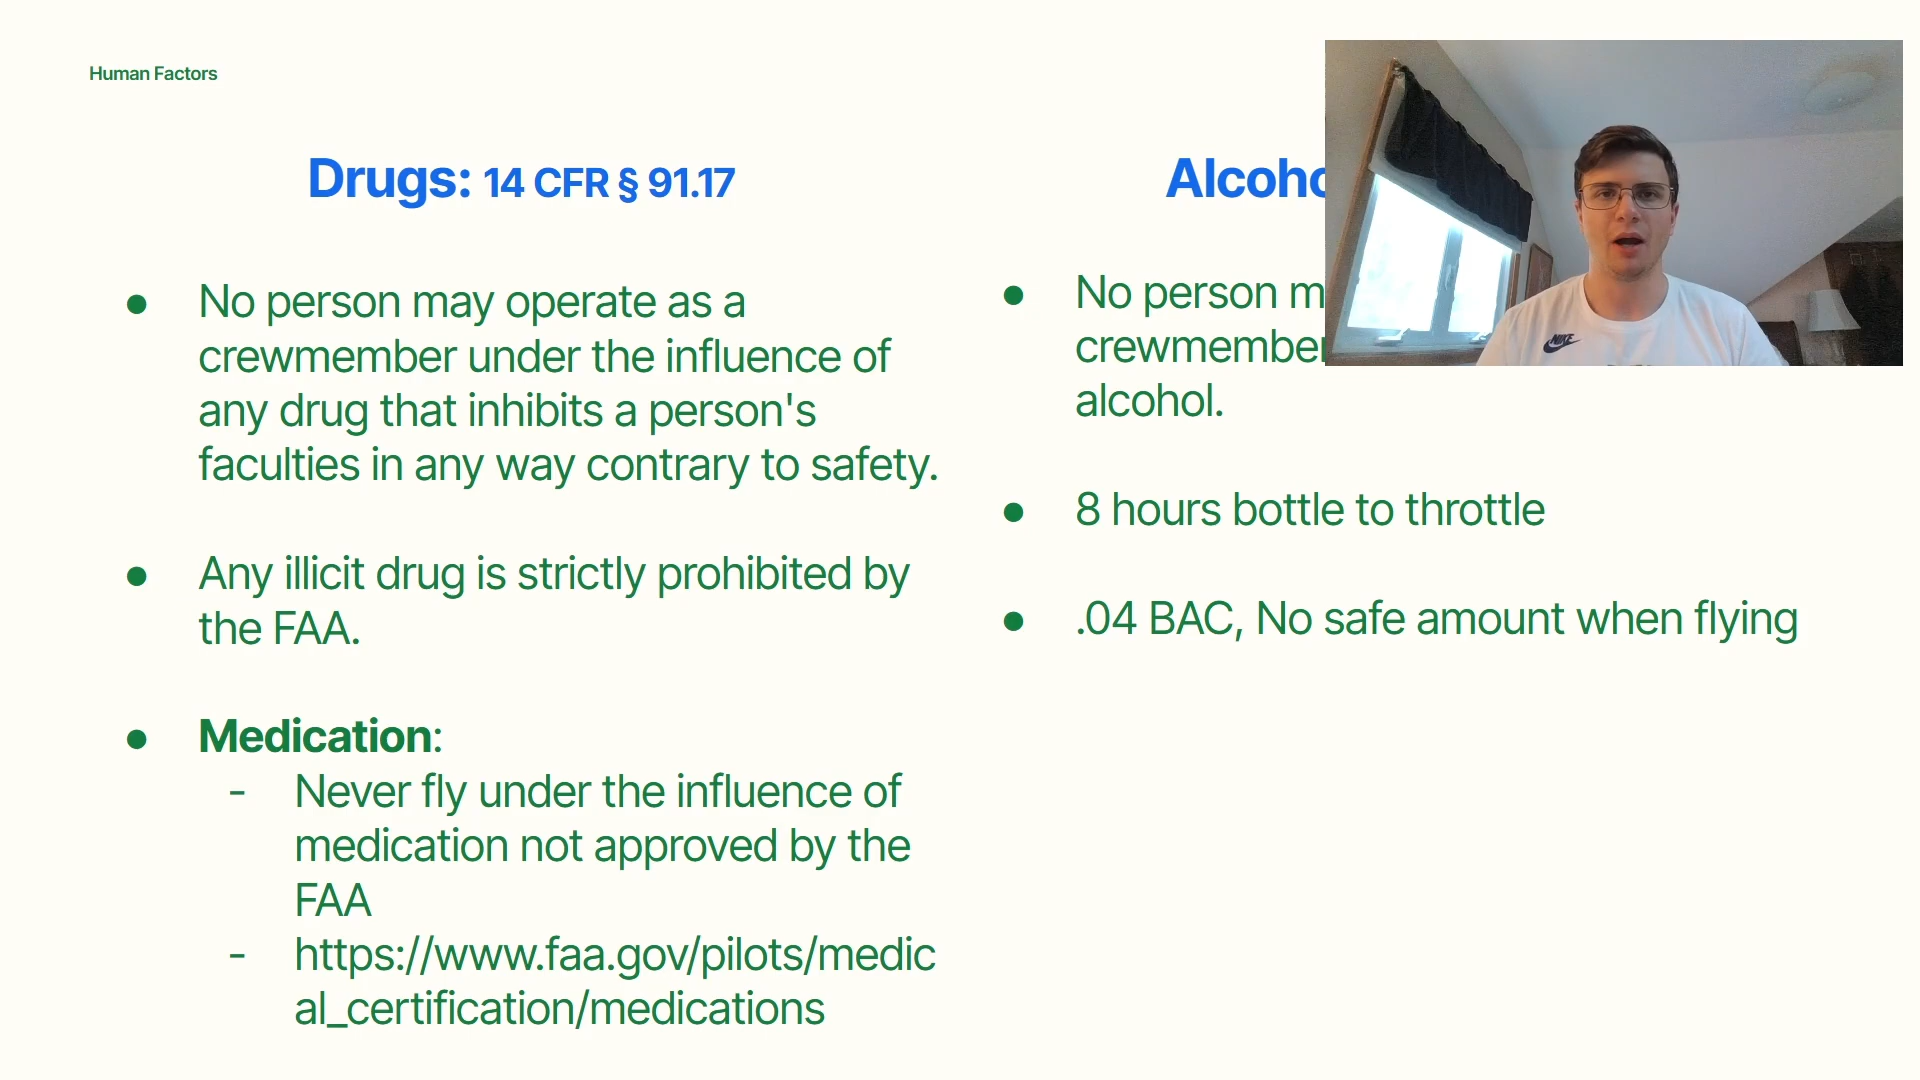 Human Factors
Drugs: 14 CFR § 91.17
● No person may operate as a
crewmember under the influence of
any drug that inhibits a person's
faculties in any way contrary to safety.
● Any illicit drug is strictly prohibited by
the FAA.
● Medication:
- Never fly under the influence of
medication not approved by the
FAA
- https://www.faa.gov/pilots/medic
al_certification/medications
● No person
crewmember
alcohol.
● 8 hours bottle to throttle
● .04 BAC, No safe amount when flying
NIKE